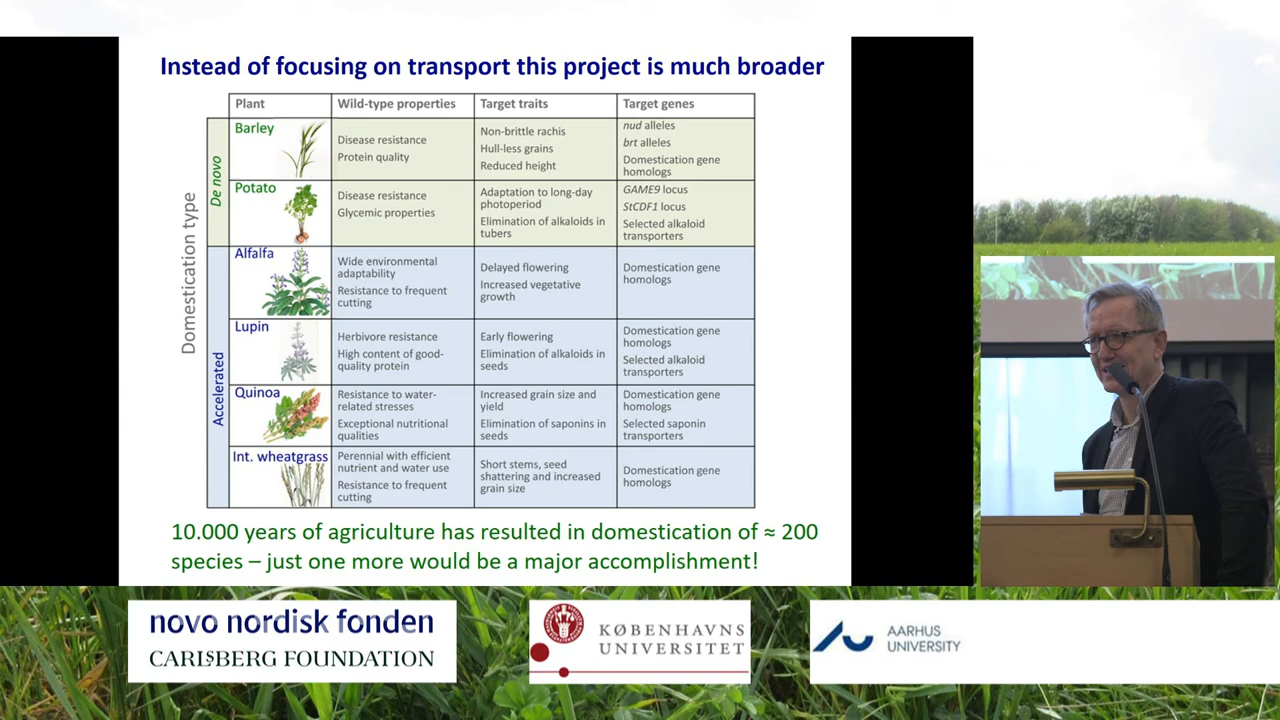 Instead of focusing on transport this project is much broader
Plant
Wild-type properties
Target traits
Target genes
Domestication type
De novo
Barley
Disease resistance
Protein quality
Non-brittle rachis
Hull-less grains
Reduced height
nud alleles
brt alleles
Domestication gene
homologs
Potato
Disease resistance
Glycemic properties
Adaptation to long-day
photoperiod
Elimination of alkaloids in
tubers
GAME9 locus
StCDF1 locus
Selected alkaloid
transporters
Accelerated
Alfalfa
Wide environmental
adaptability
Resistance to frequent
cutting
Delayed flowering
Increased vegetative
growth
Domestication gene
homologs
Lupin
Herbivore resistance
High content of good-
quality protein
Early flowering
Elimination of alkaloids in
seeds
Domestication gene
homologs
Selected alkaloid
transporters
Quinoa
Resistance to water-
related stresses
Exceptional nutritional
qualities
Increased grain size and
yield
Elimination of saponins in
seeds
Domestication gene
homologs
Selected saponin
transporters
Int. wheatgrass
Perennial with efficient
nutrient and water use
Resistance to frequent
cutting
Short stems, seed
shattering and increased
grain size
Domestication gene
homologs
10.000 years of agriculture has resulted in domestication of ≈ 200
species – just one more would be a major accomplishment!
novo nordisk fonden
CARLSBERG FOUNDATION
KØBENHAVNS
UNIVERSITET
AARHUS
UNIVERSITY